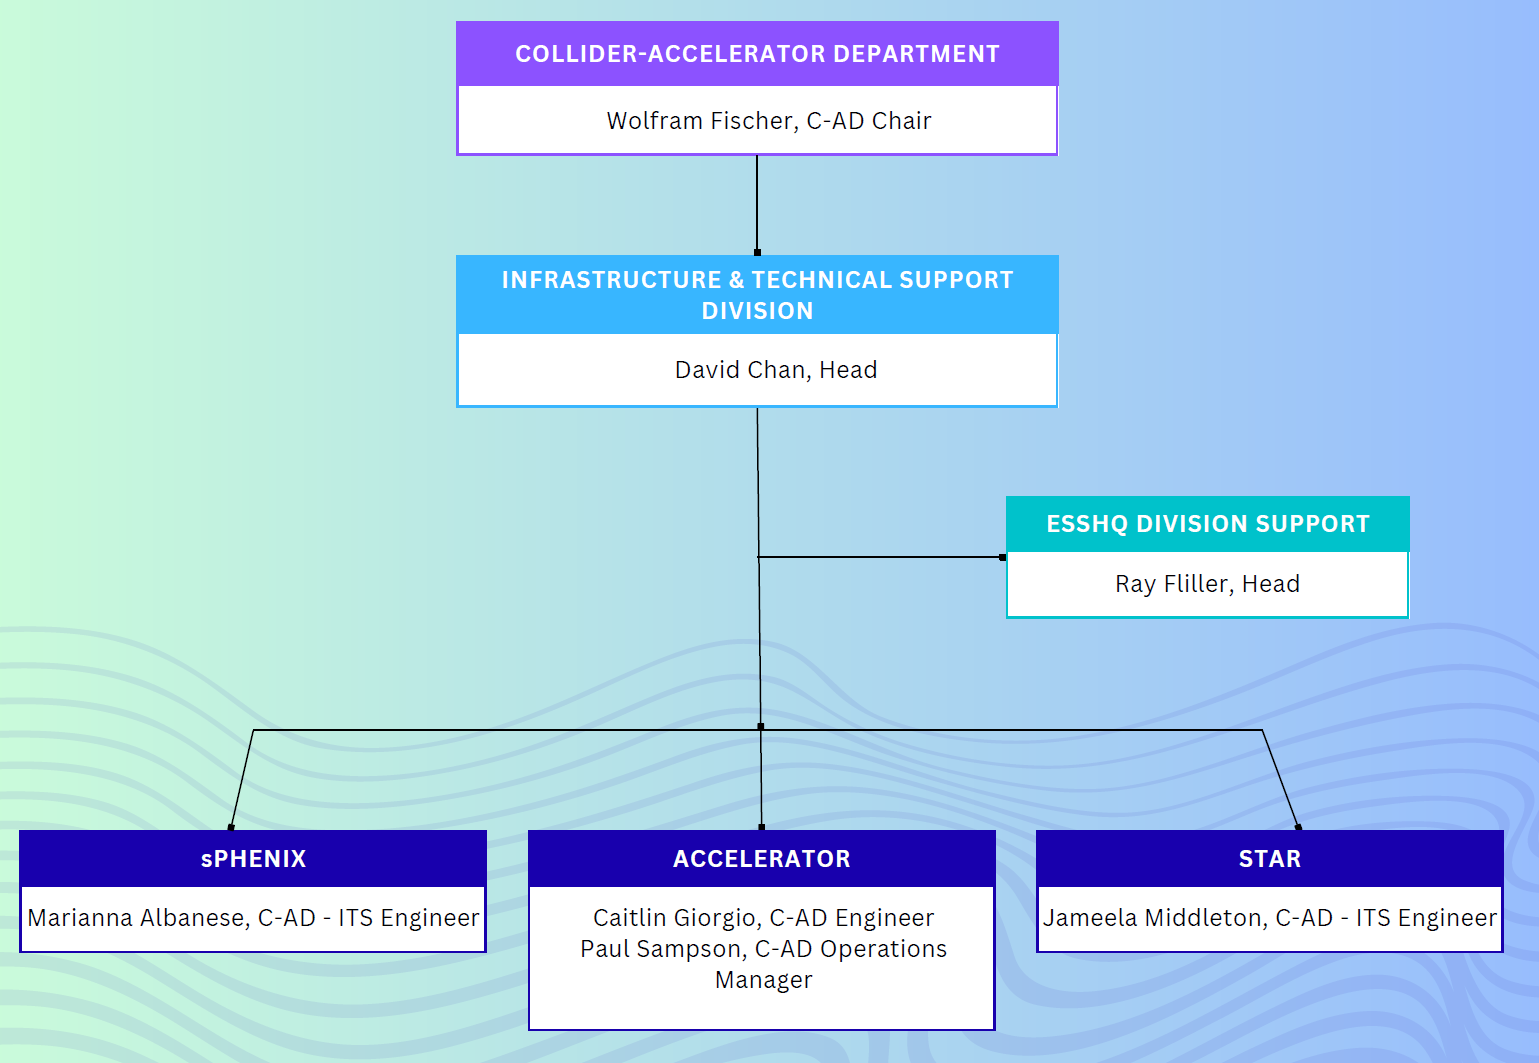 COLLIDER-ACCELERATOR DEPARTMENT
Wolfram Fischer, C-AD Chair
INFRASTRUCTURE & TECHNICAL SUPPORT
DIVISION
David Chan, Head
ESSHQ DIVISION SUPPORT
Ray Fliller, Head
sPHENIX
Marianna Albanese, C-AD - ITS Engineer
ACCELERATOR
Caitlin Giorgio, C-AD Engineer
Paul Sampson, C-AD Operations
Manager
STAR
Jameela Middleton, C-AD - ITS Engineer